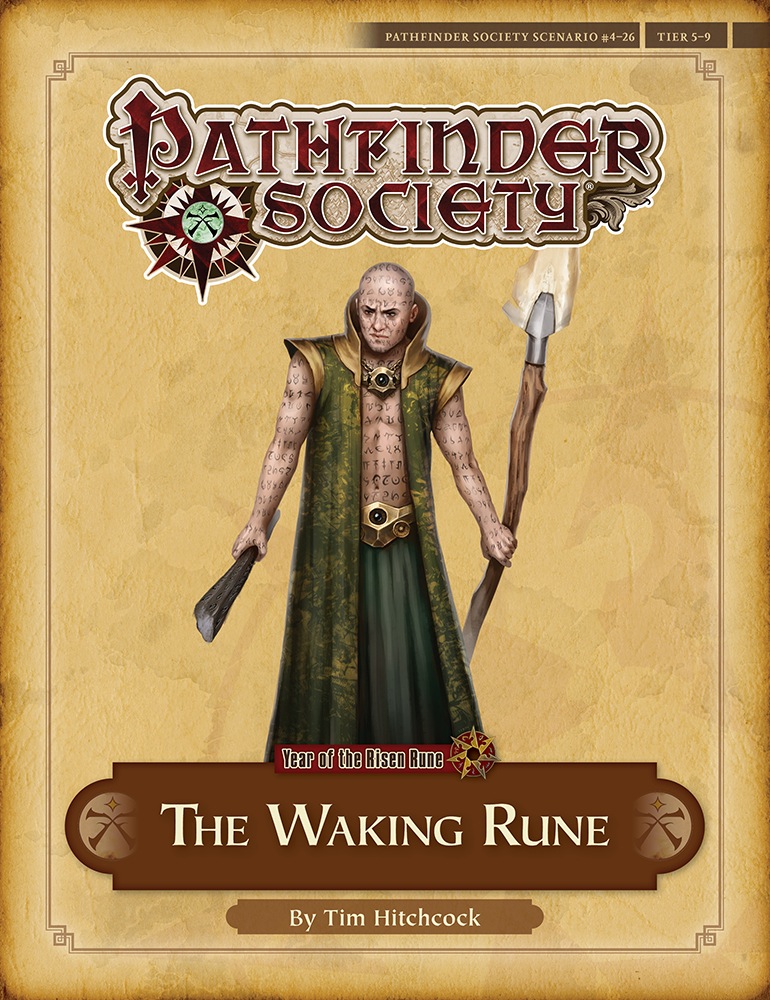 PATHFINDER SOCIETY SCENARIO #4–26 TIER 5–9
PATHFINDER
SOCIETY®
Year of the Risen Rune
THE WAKING RUNE
By Tim Hitchcock